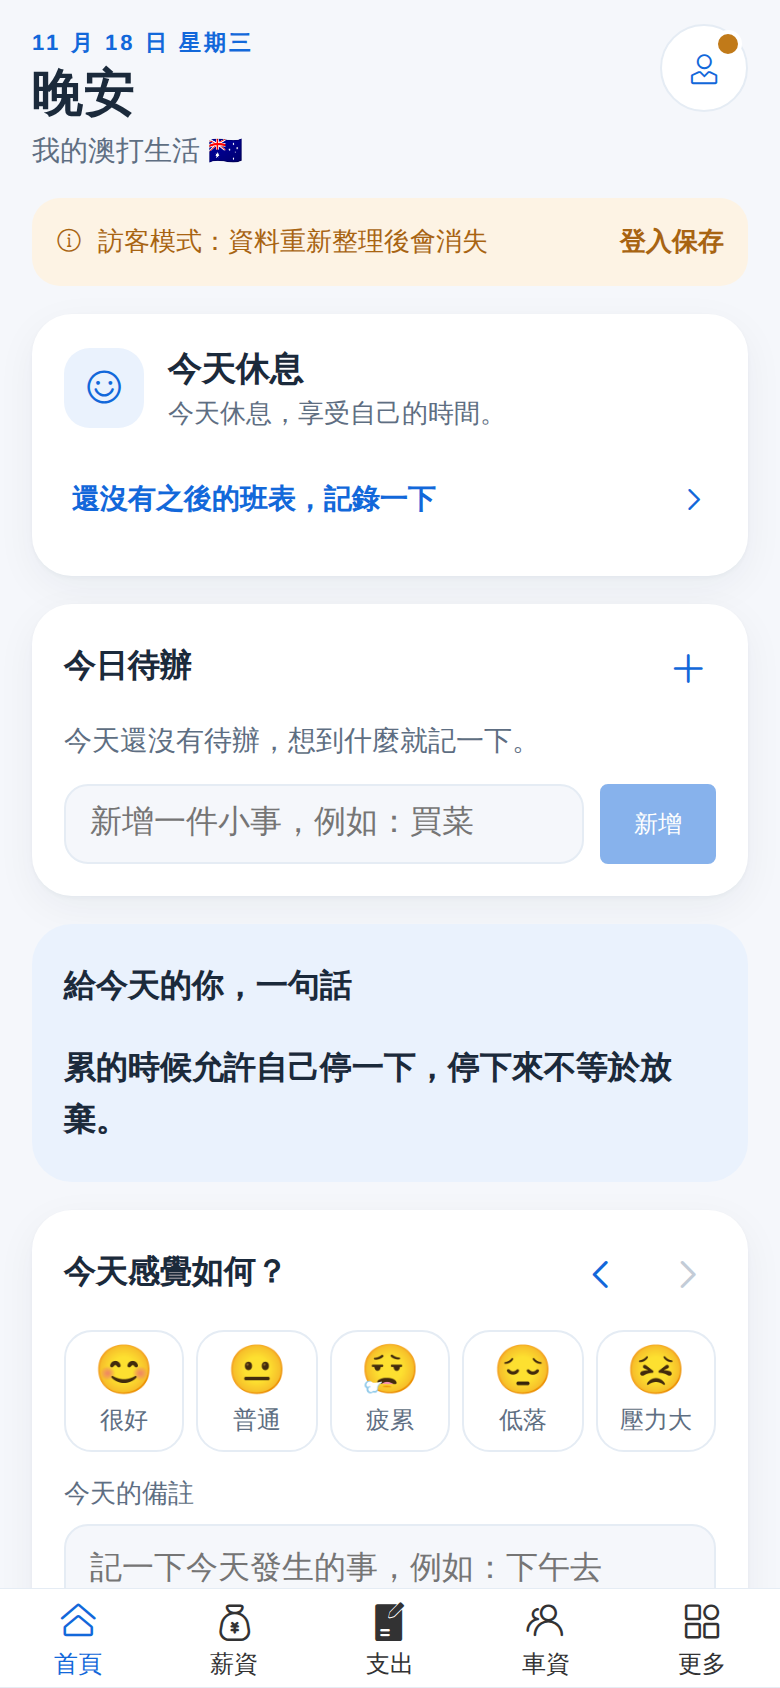 11 月 18 日 星期三
晚安
我的澳打生活 🇦🇺
訪客模式：資料重新整理後會消失 登入保存
今天休息
今天休息，享受自己的時間。
還沒有之後的班表，記錄一下
今日待辦
今天還沒有待辦，想到什麼就記一下。
新增一件小事，例如：買菜 新增
給今天的你，一句話
累的時候允許自己停一下，停下來不等於放
棄。
今天感覺如何？
很好 普通 疲累 低落 壓力大
今天的備註
記一下今天發生的事，例如：下午去
首頁 薪資 支出 車資 更多